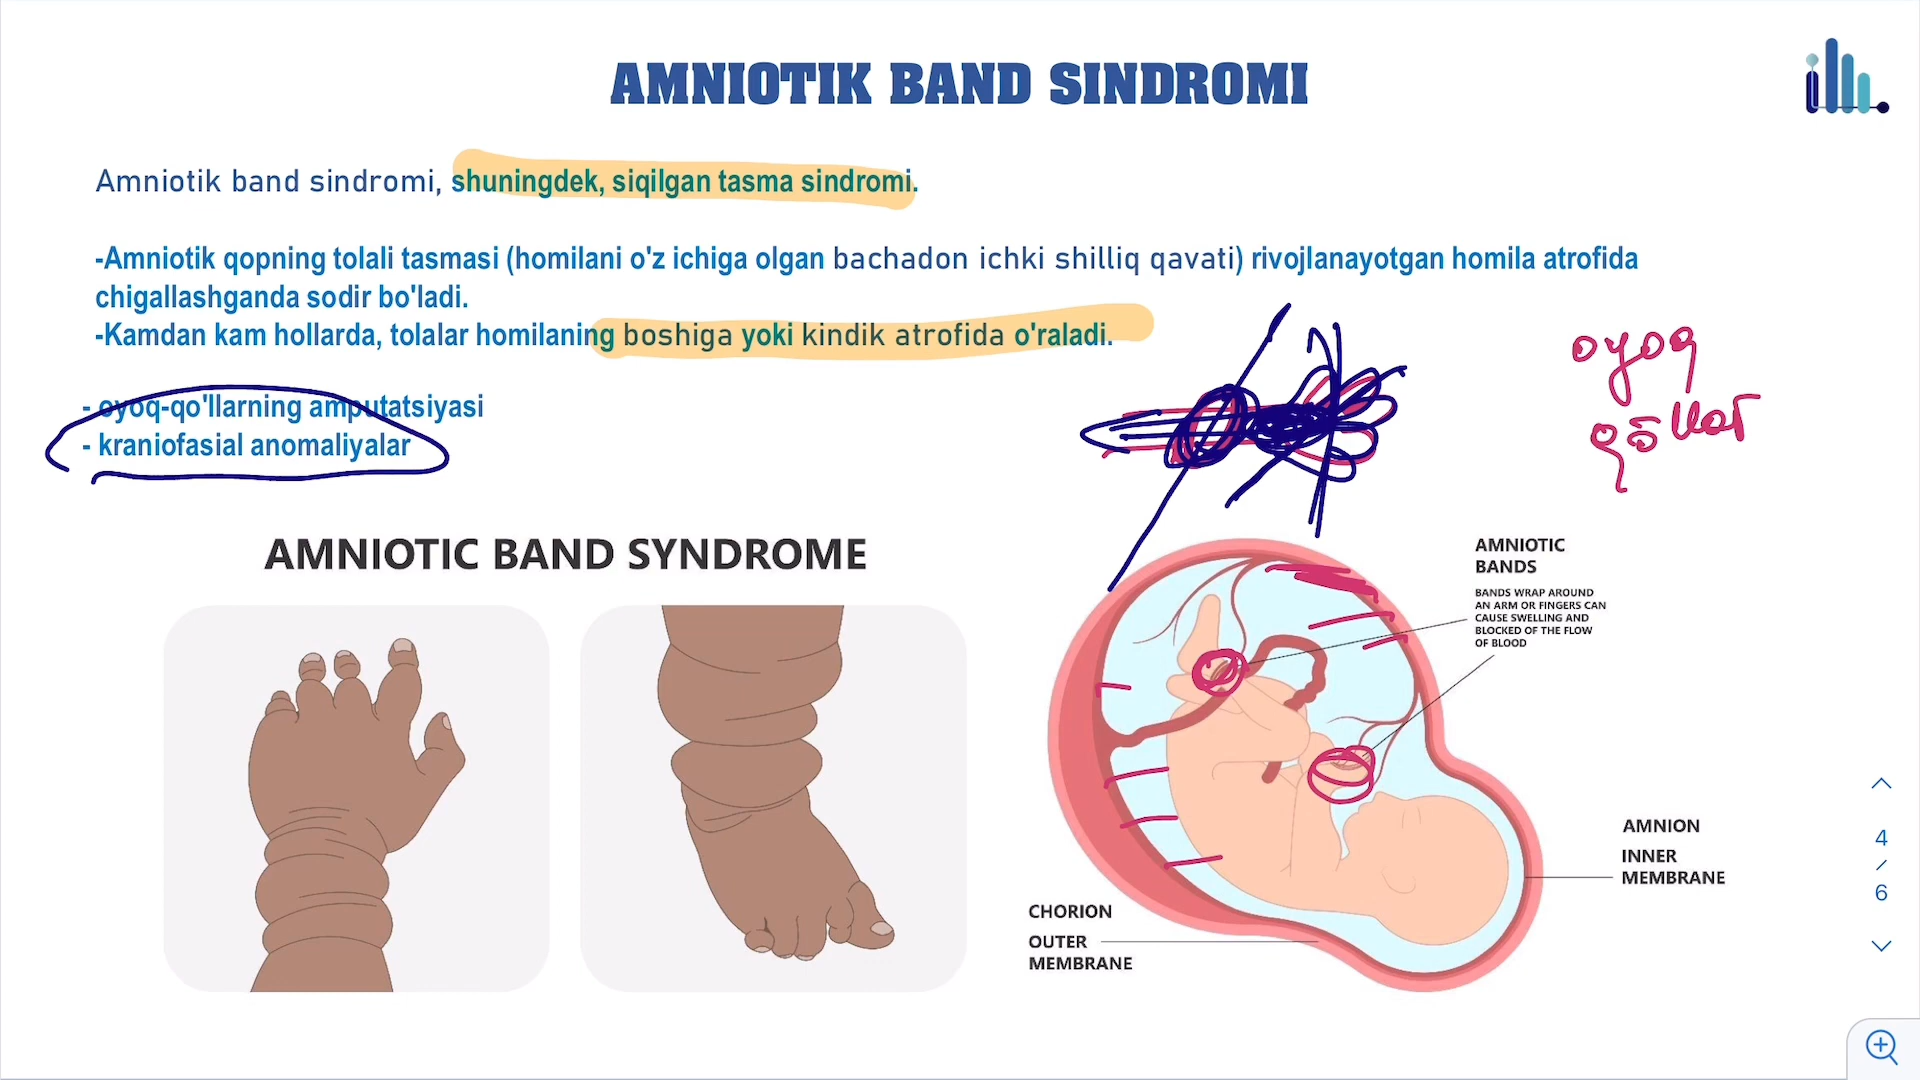 AMNIOTIK BAND SINDROMI
Amniotik band sindromi, shuningdek, siqilgan tasma sindromi.
-Amniotik qopning tolali tasmasi (homilani o'z ichiga olgan bachadon ichki shilliq qavati) rivojlanayotgan homila atrofida
chigallashganda sodir bo'ladi.
-Kamdan kam hollarda, tolalar homilaning boshiga yoki kindik atrofida o'raladi.
- oyoq-qo'llarning amputatsiyasi
- kraniofasial anomaliyalar
oyoq
qo'llar
AMNIOTIC BAND SYNDROME
AMNIOTIC
BANDS
BANDS WRAP AROUND
AN ARM OR FINGERS CAN
CAUSE SWELLING AND
BLOCKED OF THE FLOW
OF BLOOD
AMNION
INNER
MEMBRANE
CHORION
OUTER
MEMBRANE
4
/
6